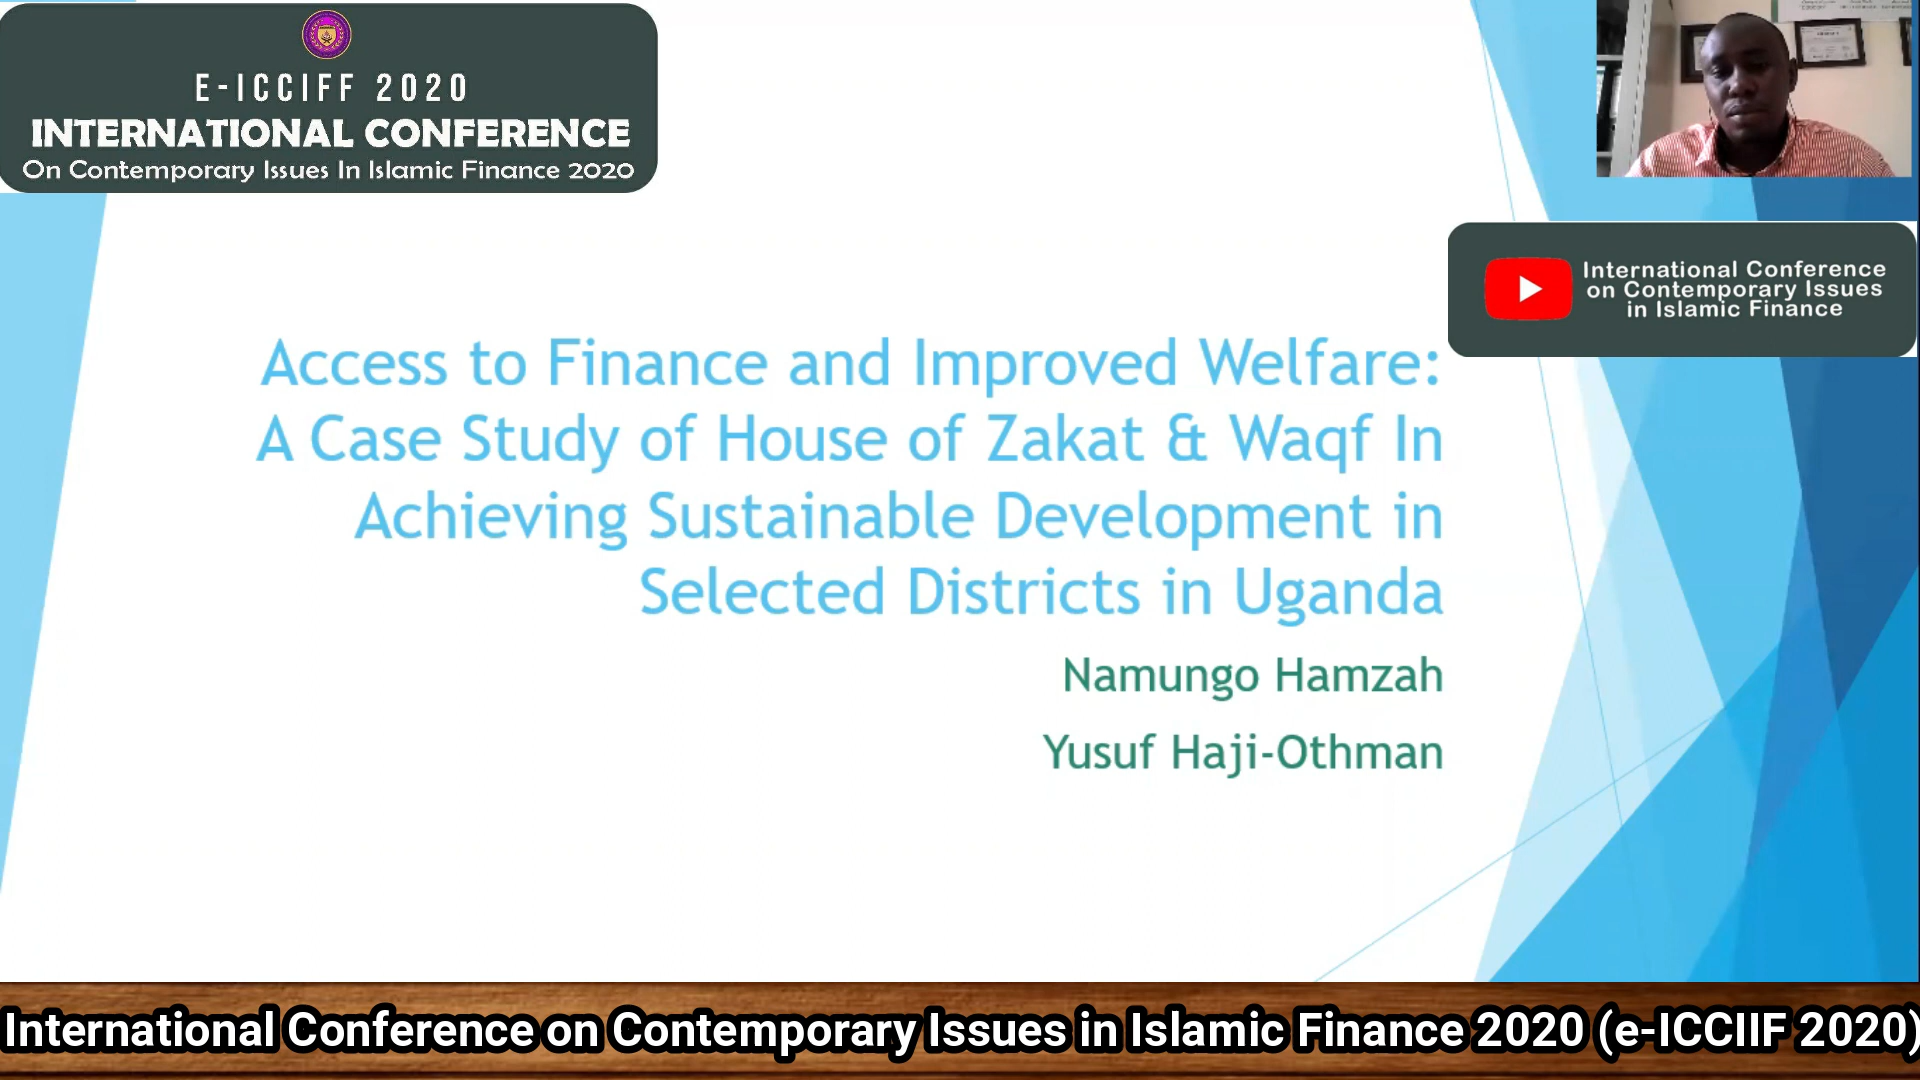 E-ICCIFF 2020
INTERNATIONAL CONFERENCE
On Contemporary Issues In Islamic Finance 2020
International Conference
on Contemporary Issues
in Islamic Finance
Access to Finance and Improved Welfare:
A Case Study of House of Zakat & Waqf In
Achieving Sustainable Development in
Selected Districts in Uganda
Namungo Hamzah
Yusuf Haji-Othman
International Conference on Contemporary Issues in Islamic Finance 2020 (e-ICCIIF 2020)